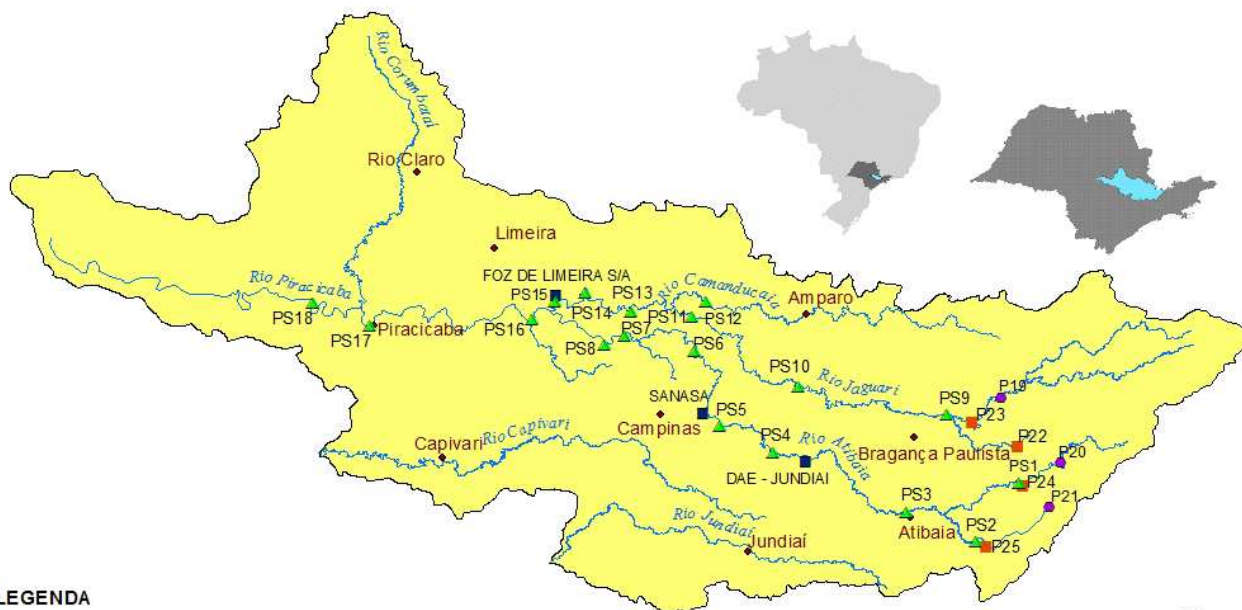 Rio Corumbataí
Rio Claro
Limeira
FOZ DE LIMEIRA S/A
Rio Piracicaba
PS18
PS17
Piracicaba
PS16
PS15
PS14
PS13
Rio Camanducaia
Amparo
PS11
PS12
PS7
PS8
PS6
PS10
Rio Jaguari
PS9
P19
P23
P22
SANASA
PS5
Campinas
Capivari
Rio Capivari
PS4
Rio Atibaia
Bragança Paulista
P20
PS1
P24
P21
DAE - JUNDIAI
PS3
Atibaia
PS2
P25
Rio Jundiaí
Jundiaí
LEGENDA